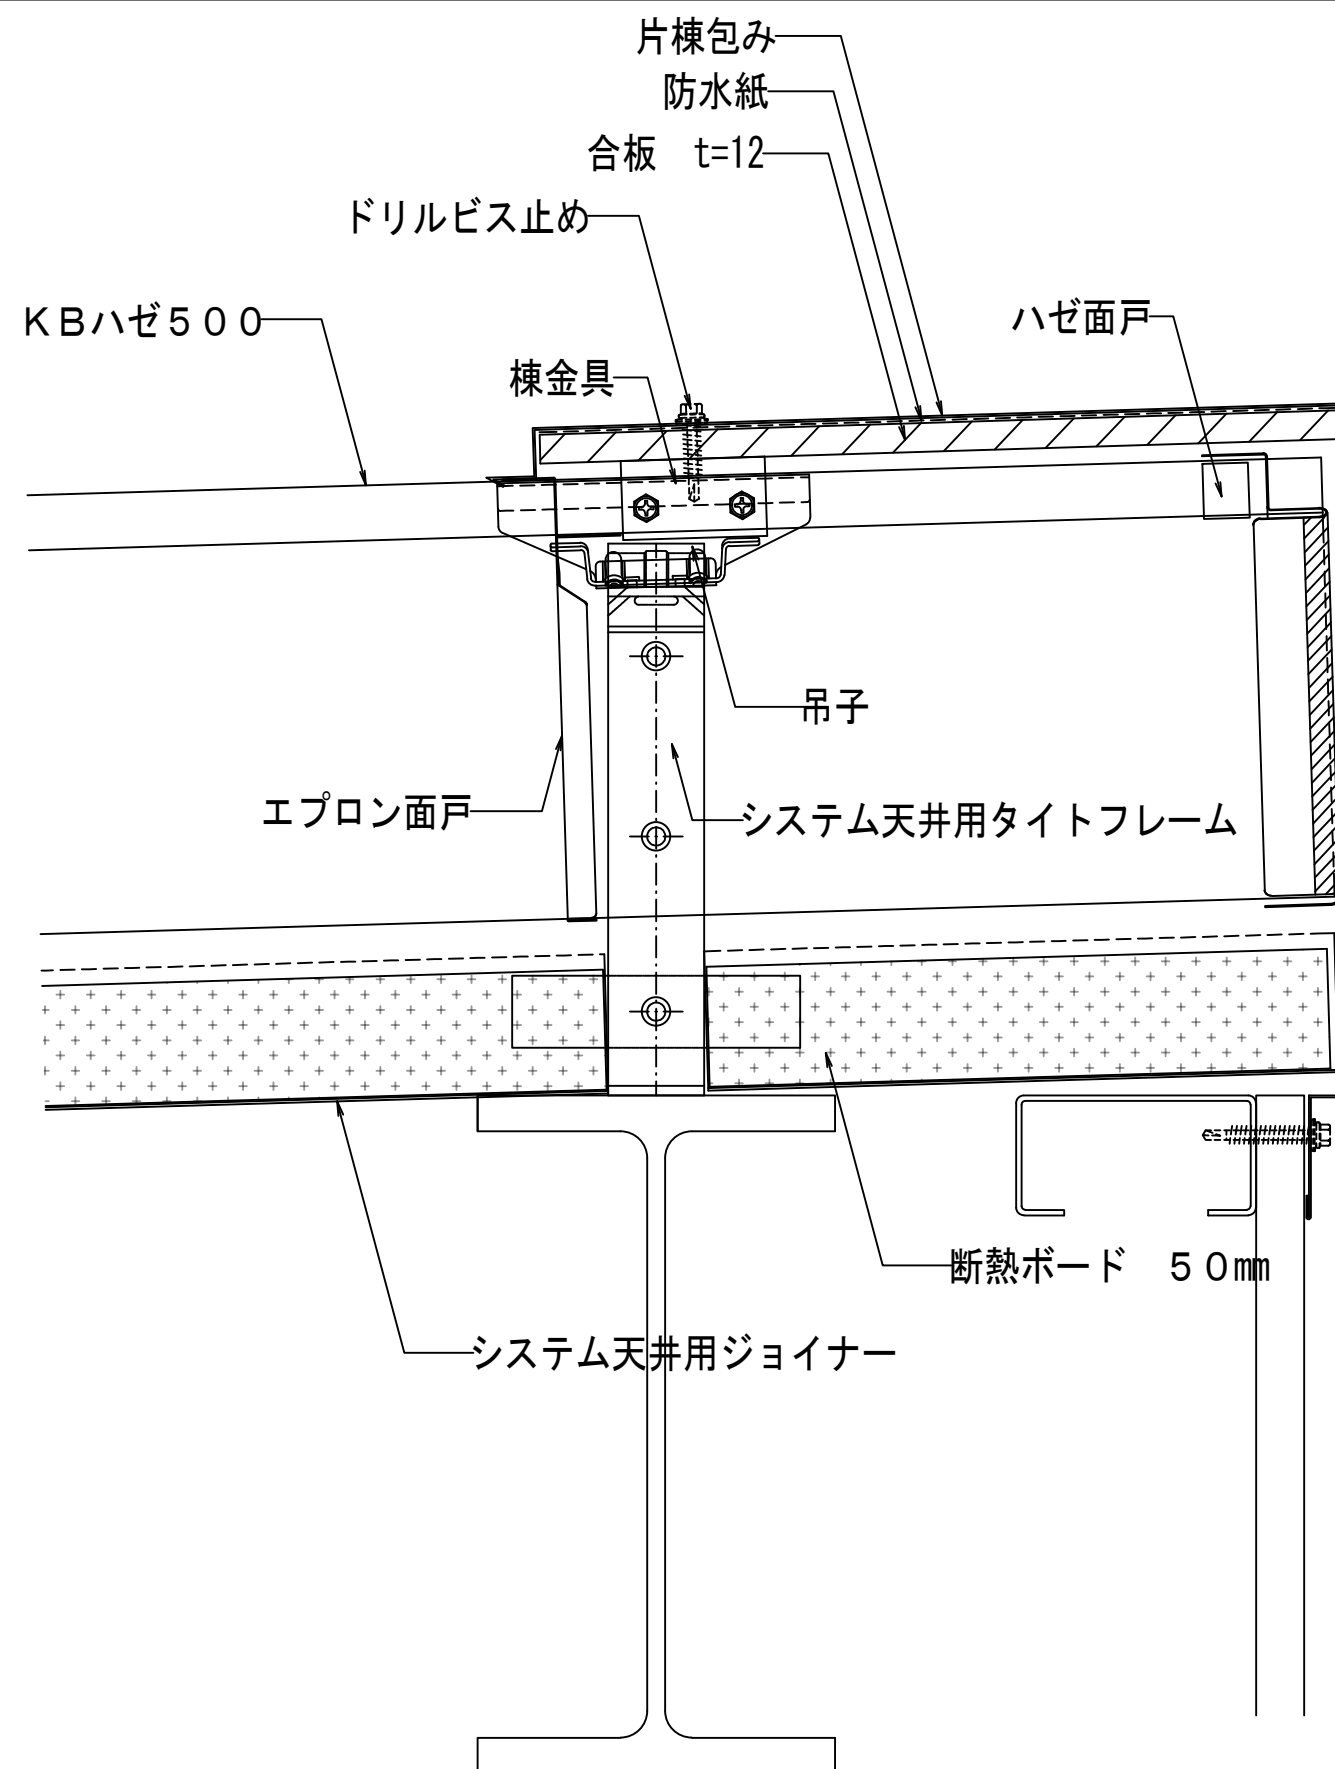 片棟包み
防水紙
合板　t=12
ドリルビス止め
ＫＢハゼ５００
ハゼ面戸
棟金具
吊子
エプロン面戸
システム天井用タイトフレーム
断熱ボード　５０㎜
システム天井用ジョイナー